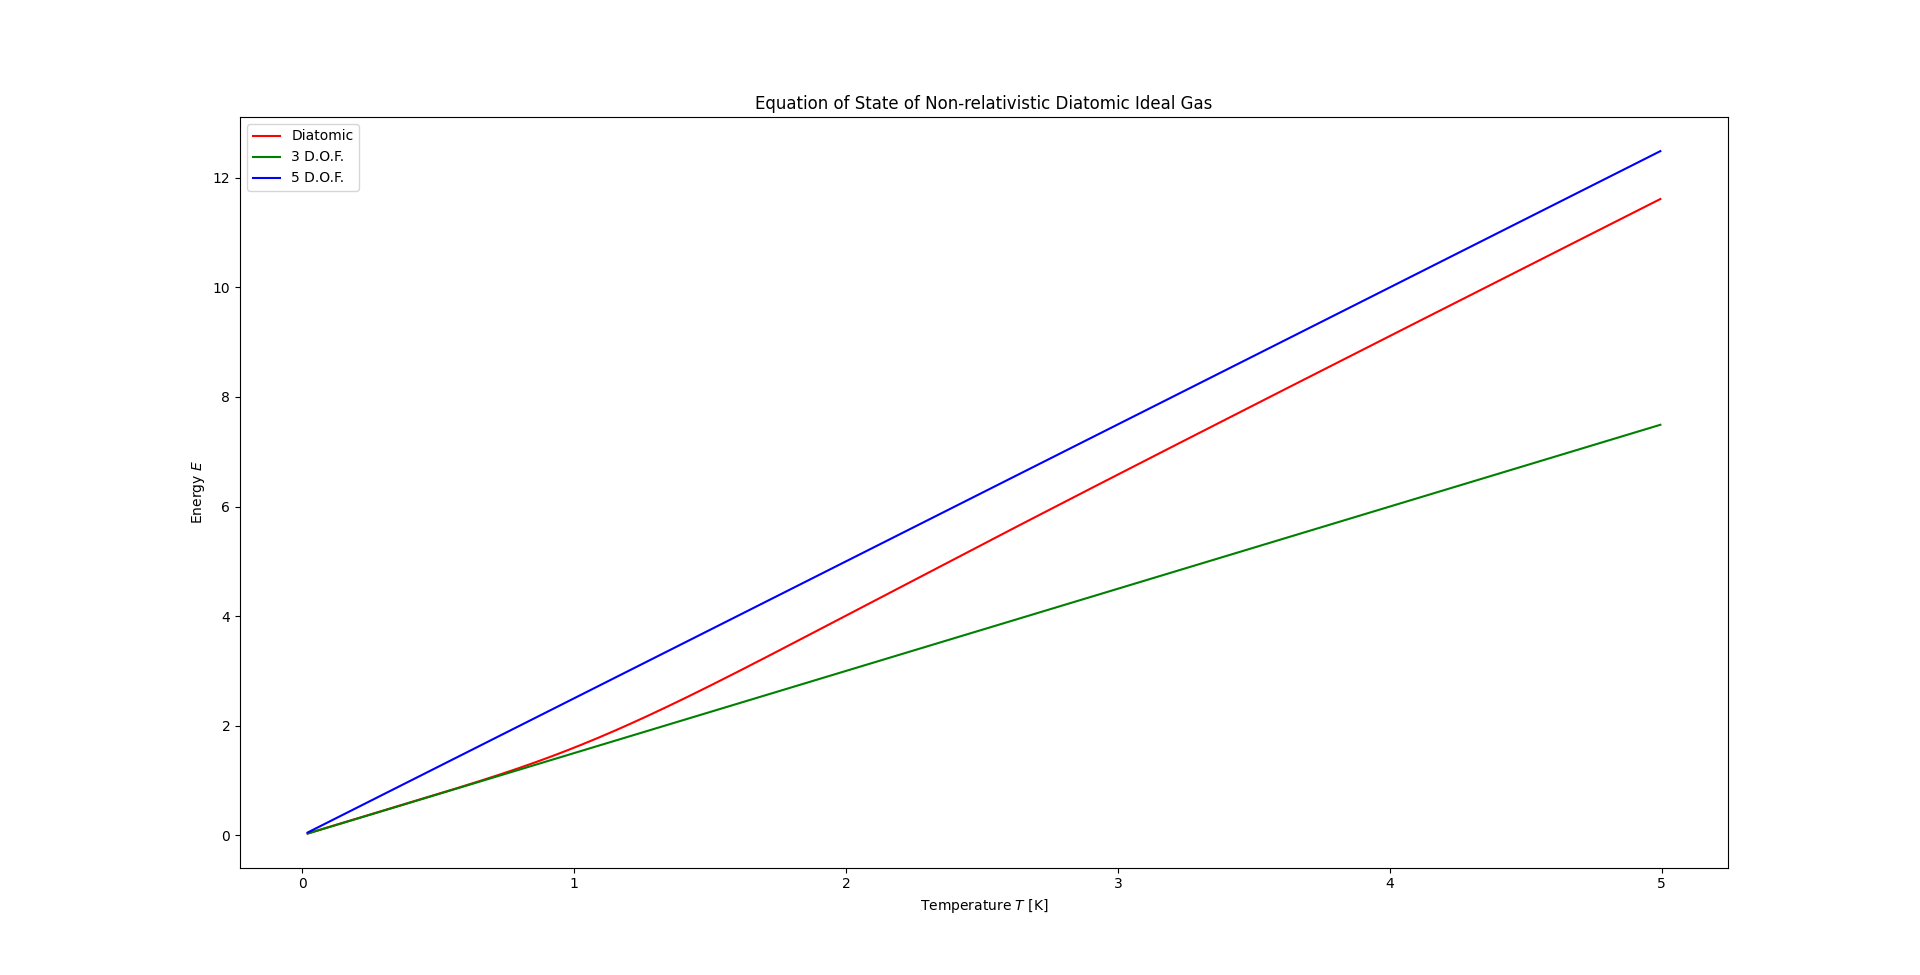 Equation of State of Non-relativistic Diatomic Ideal Gas
Diatomic
3 D.O.F.
5 D.O.F.
12
10
8
6
4
2
0
Energy E
0 1 2 3 4 5
Temperature T [K]